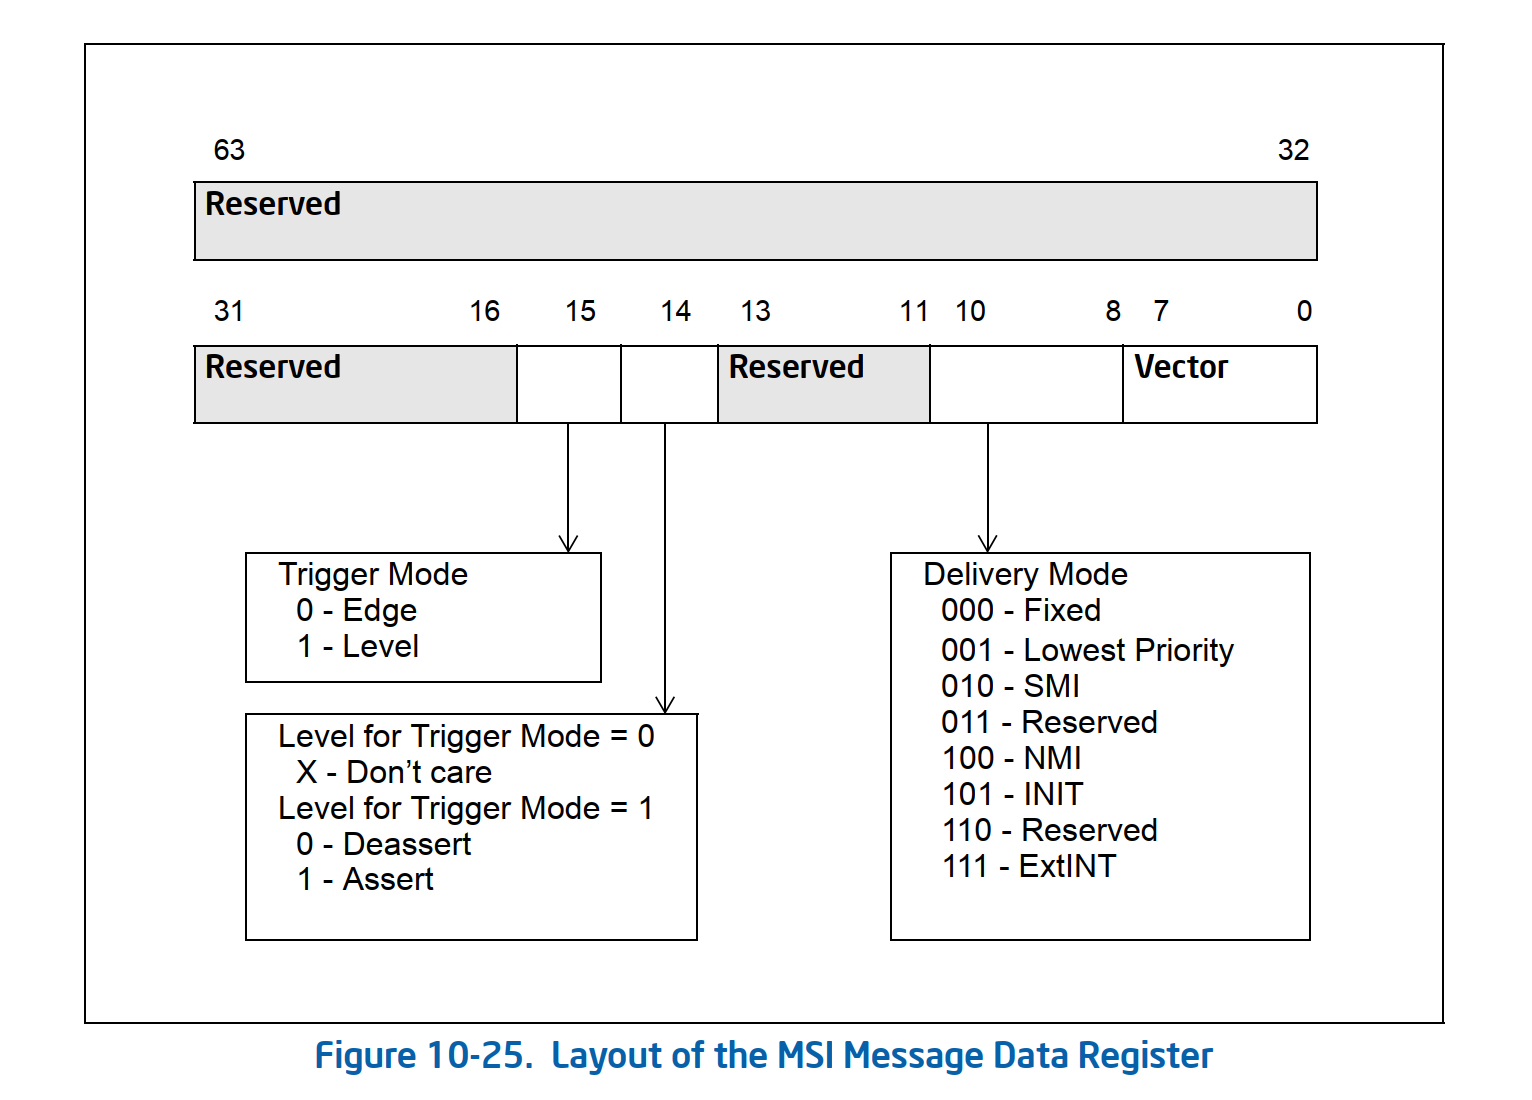 63 32
Reserved
31 16 15 14 13 11 10 8 7 0
Reserved Reserved Vector
Trigger Mode
0 - Edge
1 - Level
Level for Trigger Mode = 0
X - Don’t care
Level for Trigger Mode = 1
0 - Deassert
1 - Assert
Delivery Mode
000 - Fixed
001 - Lowest Priority
010 - SMI
011 - Reserved
100 - NMI
101 - INIT
110 - Reserved
111 - ExtINT
Figure 10-25. Layout of the MSI Message Data Register